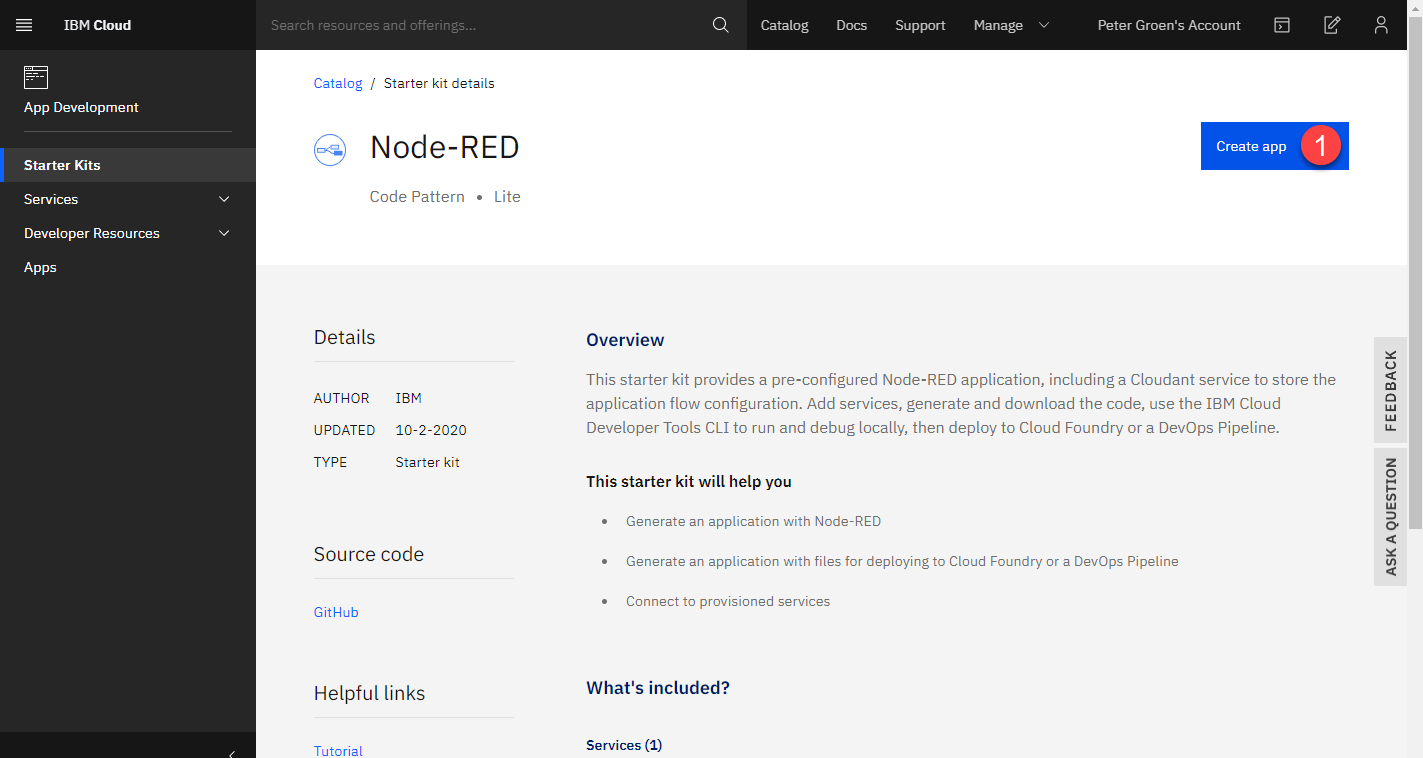 IBM Cloud
Search resources and offerings...
Catalog
Docs
Support
Manage
Peter Groen's Account
App Development
Starter Kits
Services
Developer Resources
Apps
Catalog / Starter kit details
Node-RED
Code Pattern • Lite
Create app
1
Details
AUTHOR IBM
UPDATED 10-2-2020
TYPE Starter kit
Source code
GitHub
Helpful links
Tutorial
Overview
This starter kit provides a pre-configured Node-RED application, including a Cloudant service to store the
application flow configuration. Add services, generate and download the code, use the IBM Cloud
Developer Tools CLI to run and debug locally, then deploy to Cloud Foundry or a DevOps Pipeline.
This starter kit will help you
• Generate an application with Node-RED
• Generate an application with files for deploying to Cloud Foundry or a DevOps Pipeline
• Connect to provisioned services
What's included?
Services (1)
FEEDBACK
ASK A QUESTION